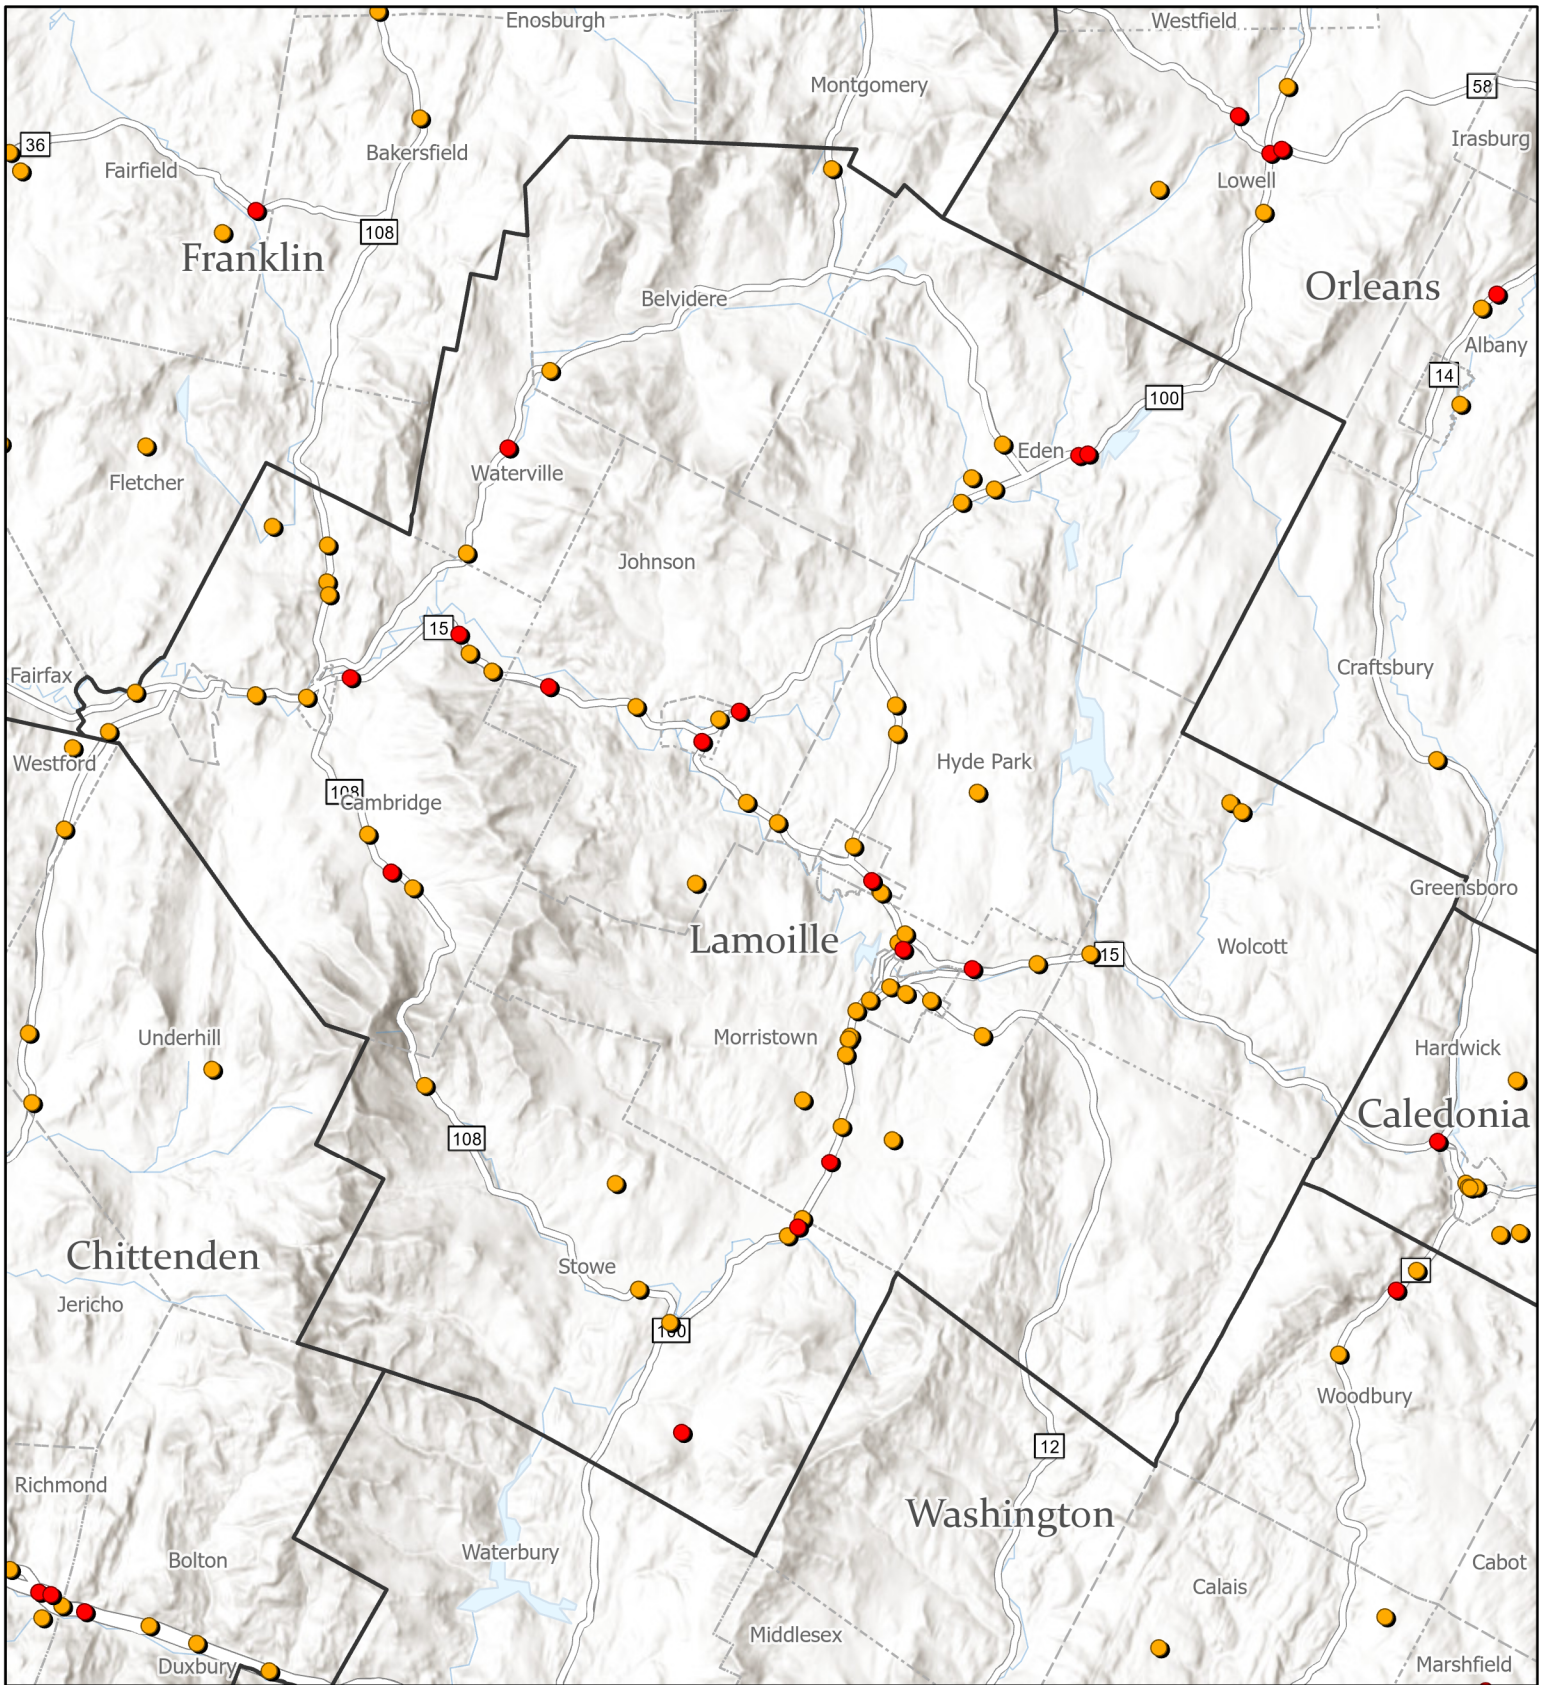 Enosburgh
Westfield
Montgomery
58
36
Irasburg
Bakersfield
Fairfield
Lowell
108
Franklin
Orleans
Belvidere
Albany
14
100
Eden
Waterville
Fletcher
Johnson
15
Craftsbury
Fairfax
Hyde Park
Westford
108
Cambridge
Greensboro
Lamoille
Wolcott
15
Underhill
Morristown
Hardwick
Caledonia
108
Chittenden
Stowe
Jericho
100
Woodbury
12
Richmond
Washington
Waterbury
Bolton
Cabot
Calais
Middlesex
Duxbury
Marshfield